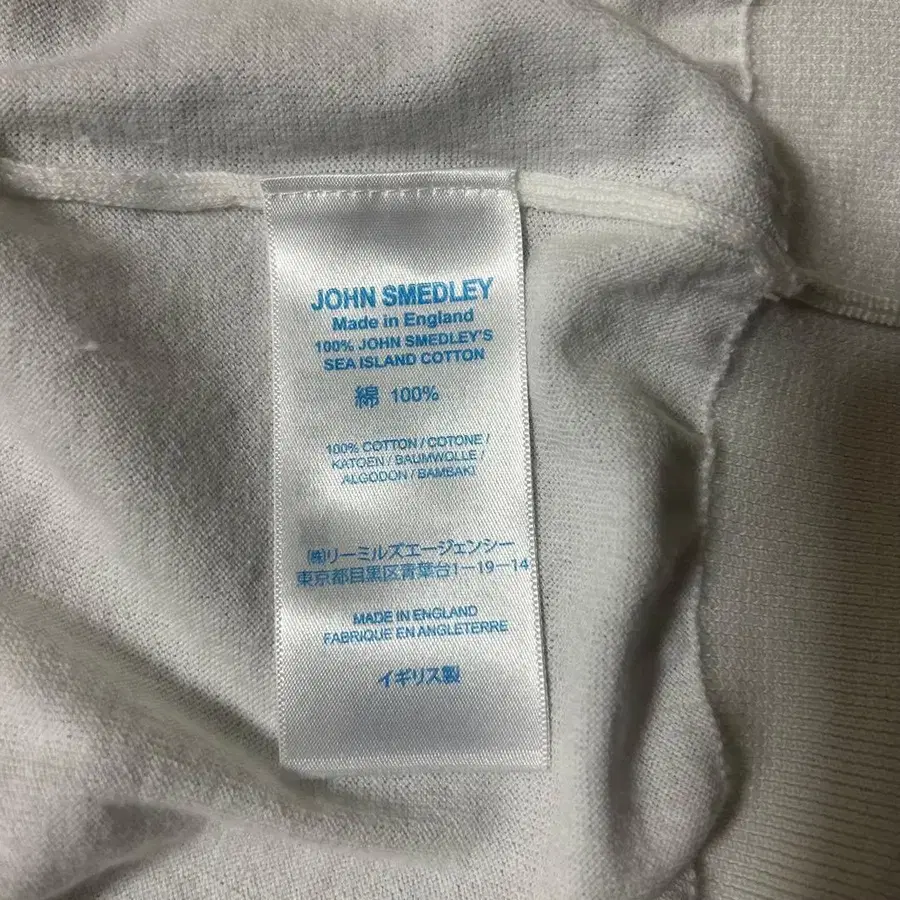 JOHN SMEDLEY
Made in England
100% JOHN SMEDLEY'S
SEA ISLAND COTTON
綿 100%
100% COTTON / COTONE /
KATOEN / BAUMWOLLE /
ALGODON / BAMBAKI
㈱リーミルズエージェンシー
東京都目黒区青葉台1-19-14
MADE IN ENGLAND
FABRIQUE EN ANGLETERRE
イギリス製